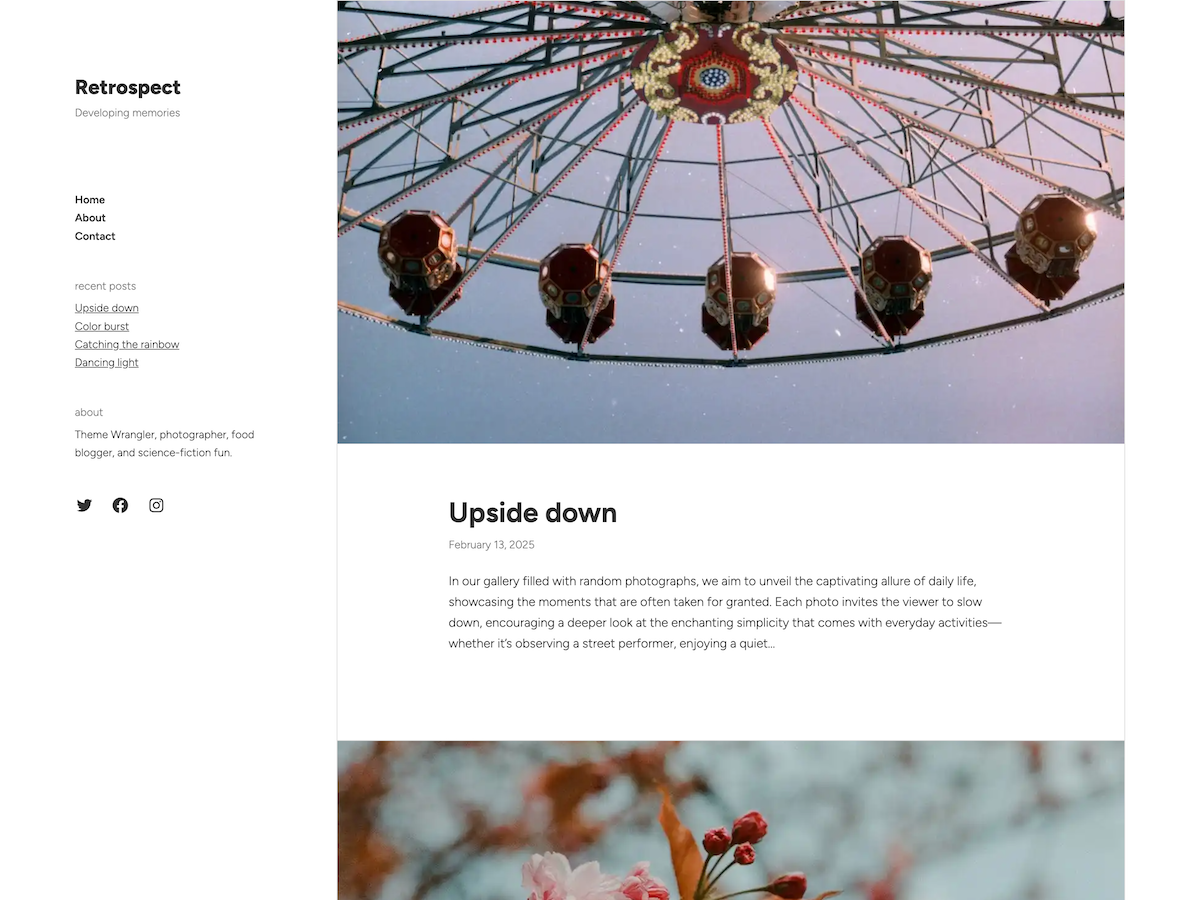 Retrospect
Developing memories
Home
About
Contact
recent posts
Upside down
Color burst
Catching the rainbow
Dancing light
about
Theme Wrangler, photographer, food
blogger, and science-fiction fun.
Upside down
February 13, 2025
In our gallery filled with random photographs, we aim to unveil the captivating allure of daily life,
showcasing the moments that are often taken for granted. Each photo invites the viewer to slow
down, encouraging a deeper look at the enchanting simplicity that comes with everyday activities—
whether it’s observing a street performer, enjoying a quiet…